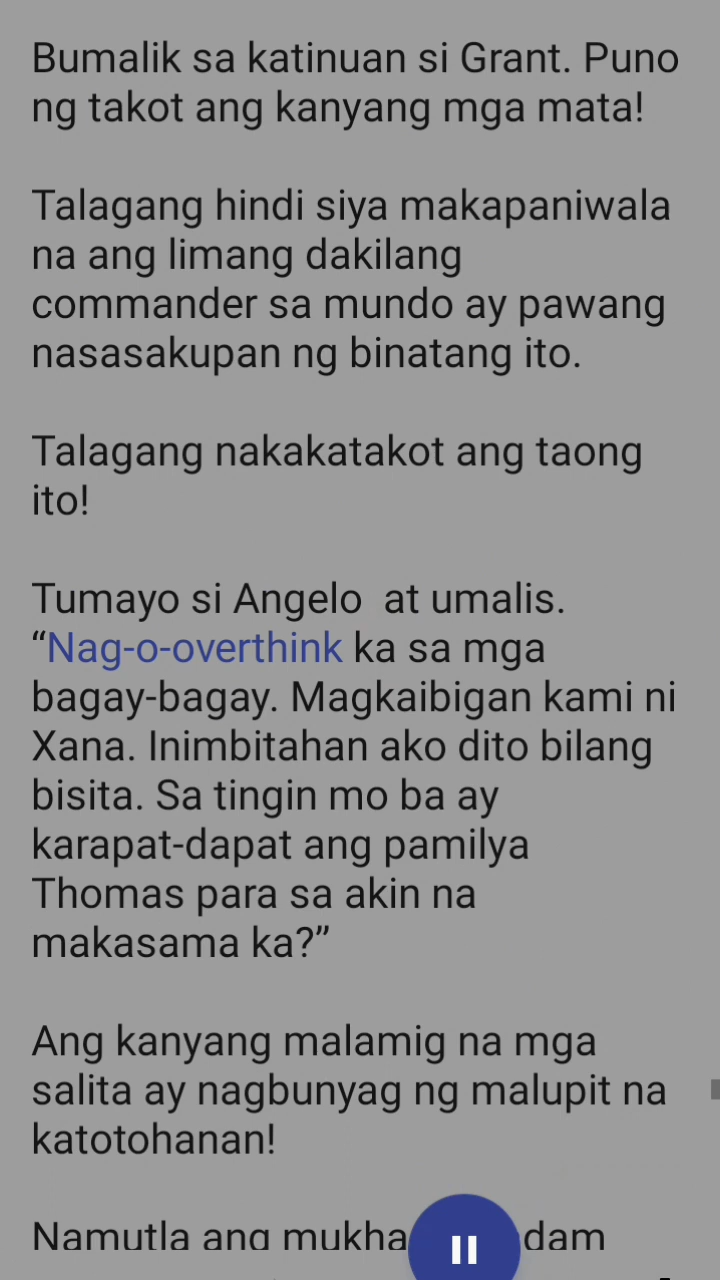 Bumalik sa katinuan si Grant. Puno
ng takot ang kanyang mga mata!
Talagang hindi siya makapaniwala
na ang limang dakilang
commander sa mundo ay pawang
nasasakupan ng binatang ito.
Talagang nakakatakot ang taong
ito!
Tumayo si Angelo  at umalis.
“Nag-o-overthink ka sa mga
bagay-bagay. Magkaibigan kami ni
Xana. Inimbitahan ako dito bilang
bisita. Sa tingin mo ba ay
karapat-dapat ang pamilya
Thomas para sa akin na
makasama ka?”
Ang kanyang malamig na mga
salita ay nagbunyag ng malupit na
katotohanan!
Namutla ang mukha